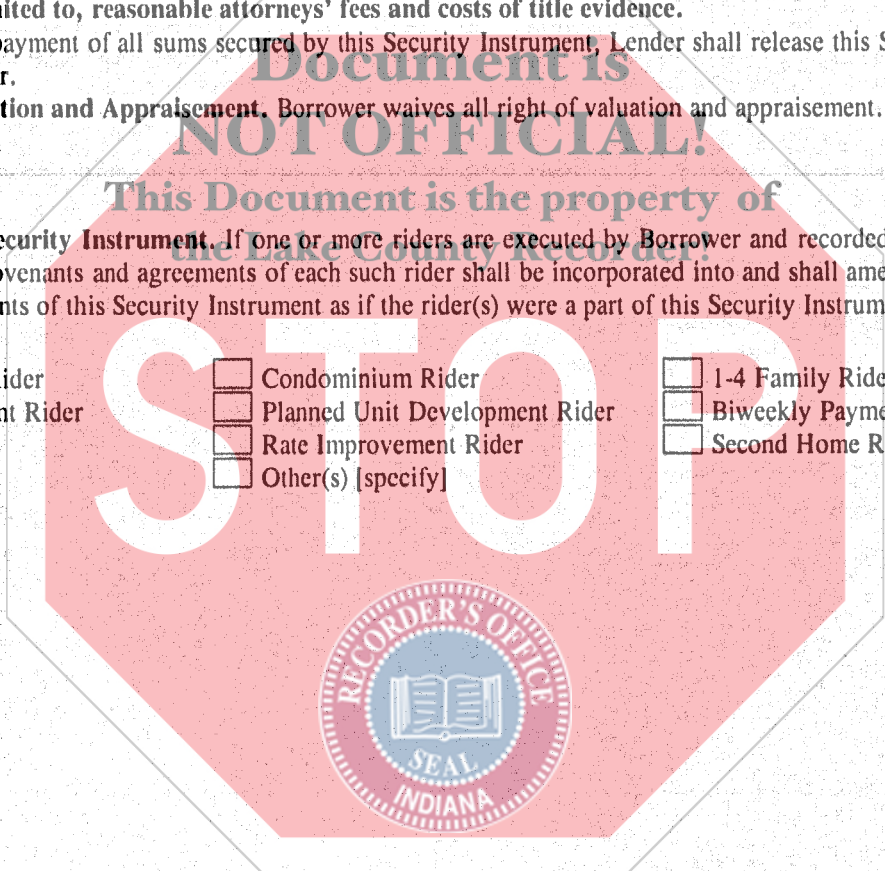 ited to, reasonable attorneys' fees and costs of title evidence.
ayment of all sums secured by this Security Instrument, Lender shall release this S
r.
Document is
tion and Appraisement. Borrower waives all right of valuation and appraisement.
NOT OFFICIAL!
This Document is the property of
ecurity Instrument. If one or more riders are executed by Borrower and recorded
the Lake County Recorder!
ovenants and agreements of each such rider shall be incorporated into and shall ame
nts of this Security Instrument as if the rider(s) were a part of this Security Instrum
STOP
ider Condominium Rider 1-4 Family Ride
nt Rider Planned Unit Development Rider Biweekly Payme
Rate Improvement Rider Second Home R
Other(s) [specify]
RECORDER'S OFFICE
SEAL
INDIANA